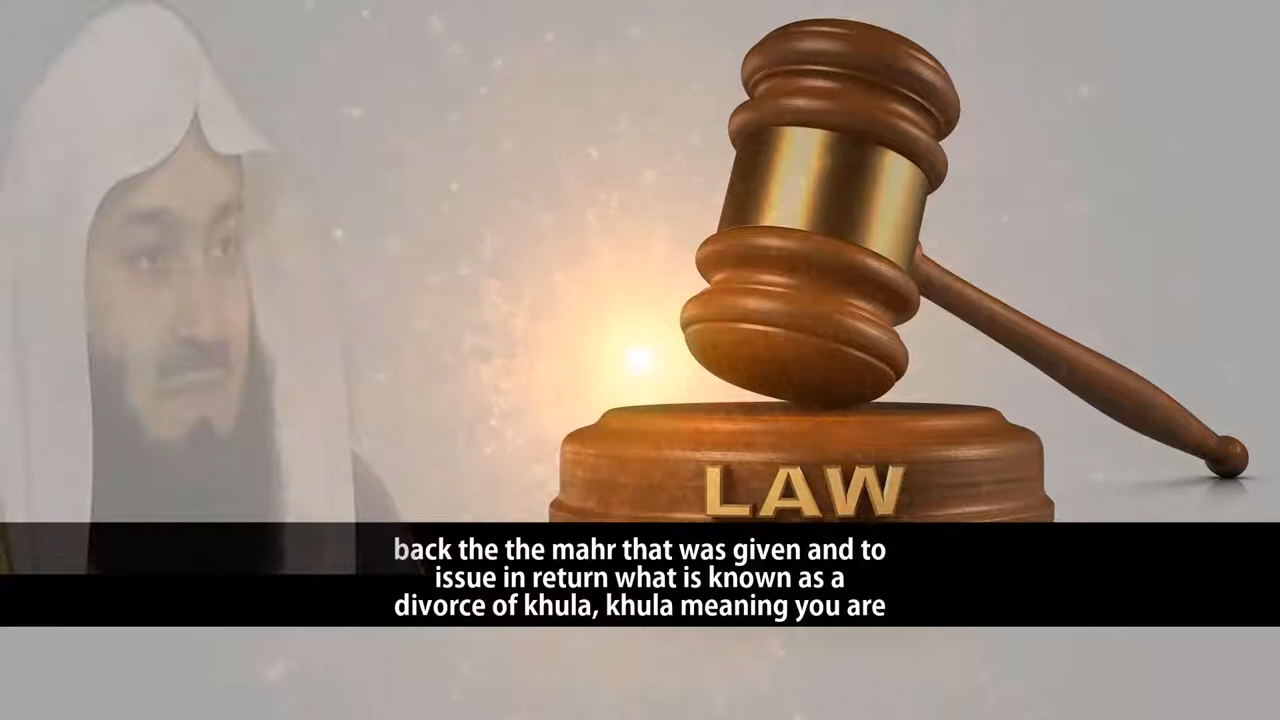 LAW
back the the mahr that was given and to
issue in return what is known as a
divorce of khula, khula meaning you are